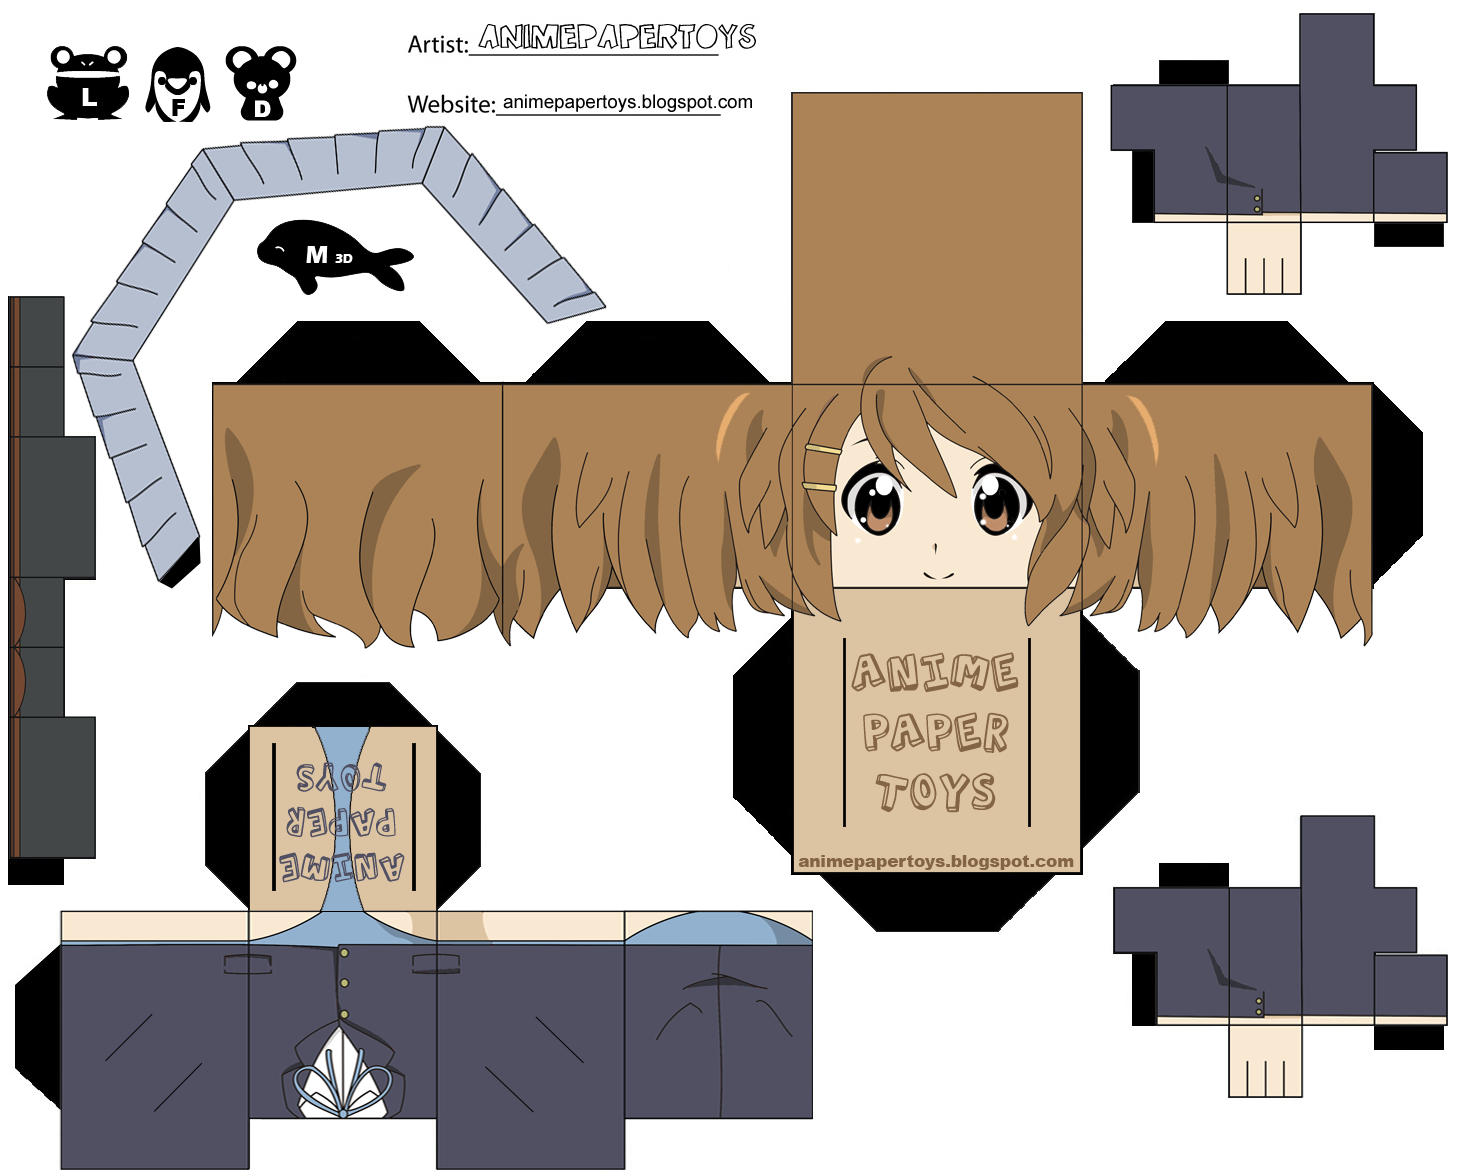 Artist: ANIMEPAPERTOYS
Website: animepapertoys.blogspot.com
L
F
D
M 3D
ANIME
PAPER
TOYS
animepapertoys.blogspot.com
ANIME
PAPER
TOYS